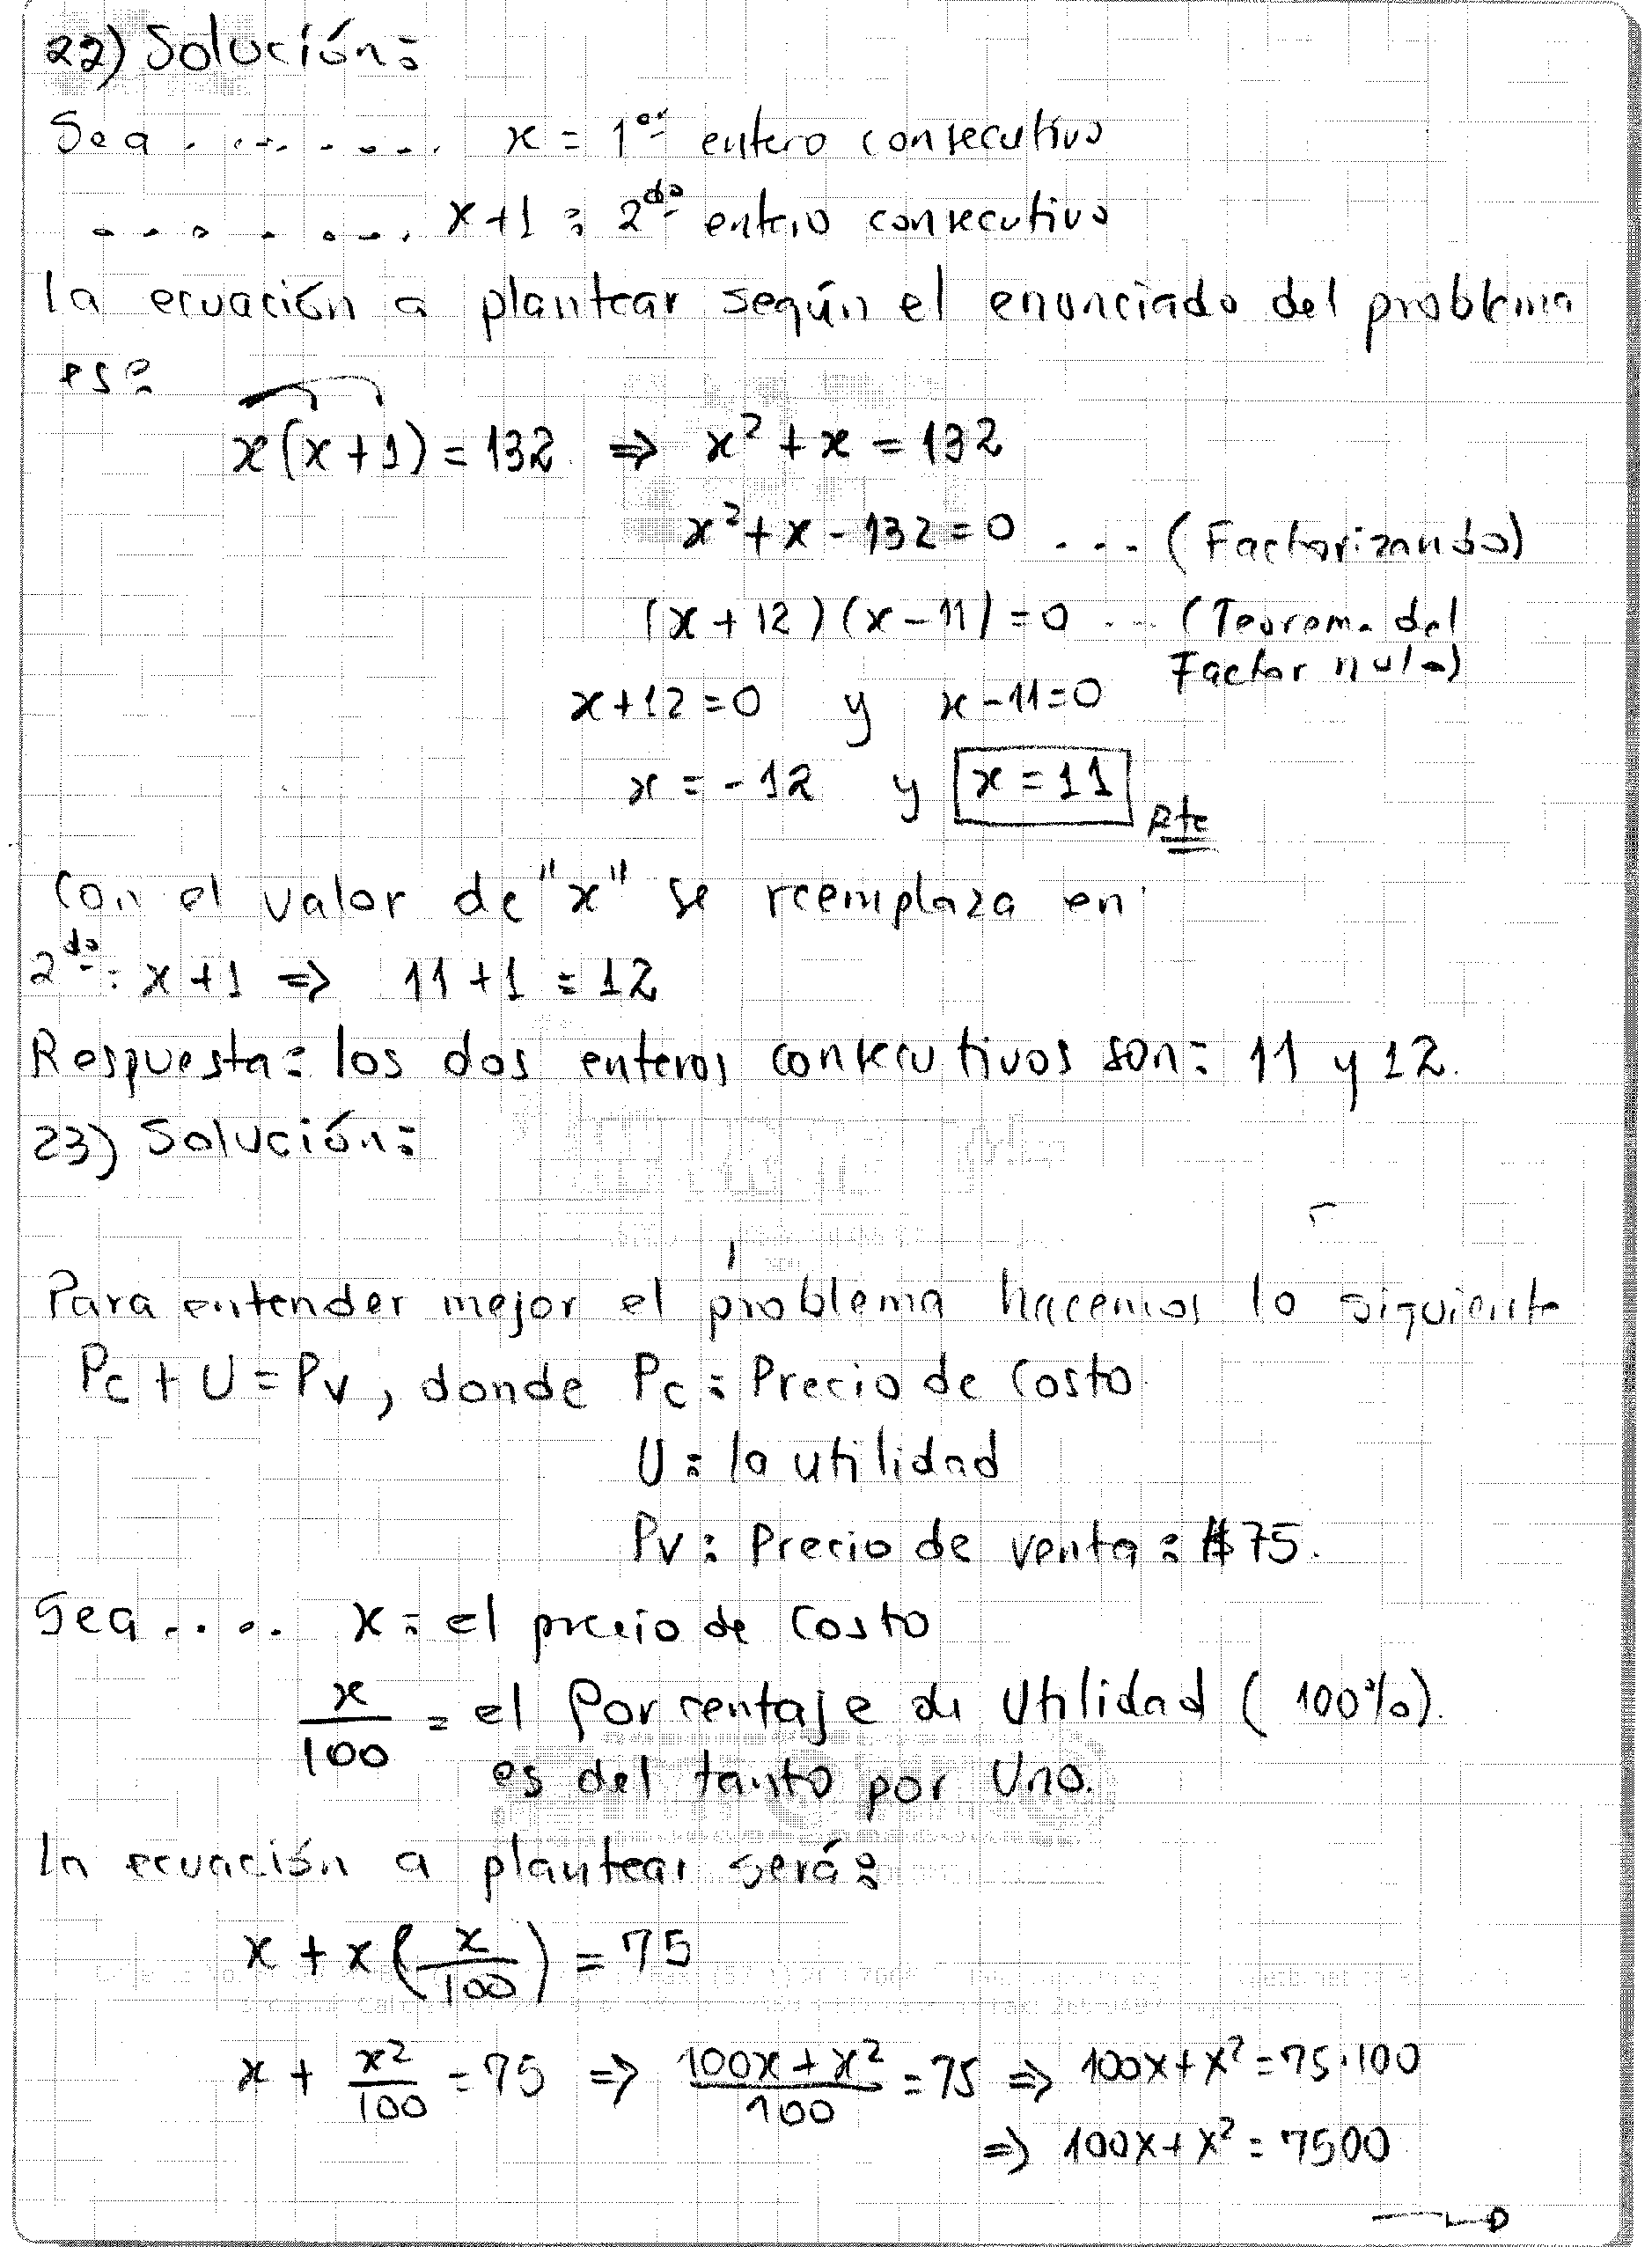 22) Solución:
Sea . . . . . . . . x = 1er entero consecutivo
. . . . . . . . x+1 : 2do entero consecutivo
la ecuación a plantear según el enunciado del problema
es:
x(x+1) = 132 ⇒ x² + x = 132
x² + x - 132 = 0 ... (Factorizando)
(x + 12)(x - 11) = 0 ... (Teorema del
Factor nulo)
x+12=0 y x-11=0
x = -12 y x = 11 Rte
Con el valor de "x" se reemplaza en:
2do : x+1 ⇒ 11+1 = 12
Respuesta: los dos enteros consecutivos son: 11 y 12.
23) Solución:
Para entender mejor el problema hacemos lo siguiente
Pc + U = Pv, donde Pc : Precio de Costo
U : la utilidad
Pv : Precio de venta : $75.
Sea .... x : el precio de Costo
x/100 = el Porcentaje de Utilidad (100%).
es del tanto por Uno.
la ecuación a plantear será:
x + x(x/100) = 75
x + x²/100 = 75 ⇒ (100x + x²)/100 = 75 ⇒ 100x + x² = 75·100
⇒ 100x + x² = 7500